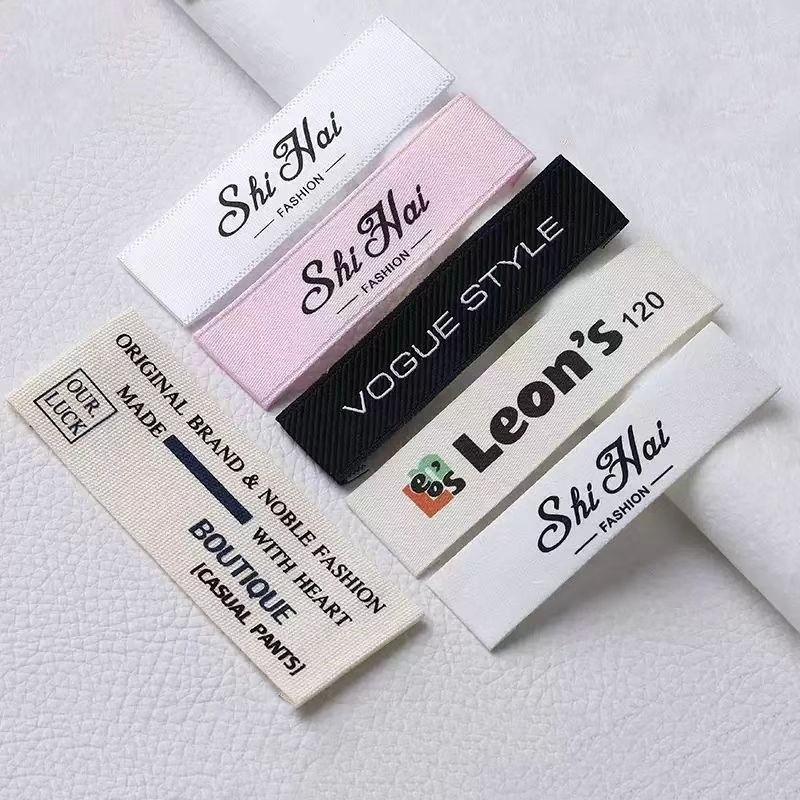 Shi Hai
FASHION
Shi Hai
FASHION
VOGUE STYLE
Leon's 120
eo's
Shi Hai
FASHION
OUR
LUCK
ORIGINAL BRAND & NOBLE FASHION
MADE WITH HEART
BOUTIQUE
[CASUAL PANTS]